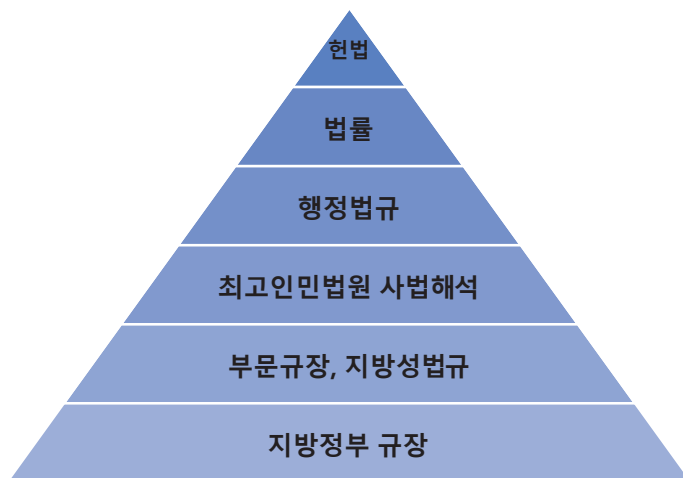 헌법
법률
행정법규
최고인민법원 사법해석
부문규장, 지방성법규
지방정부 규장